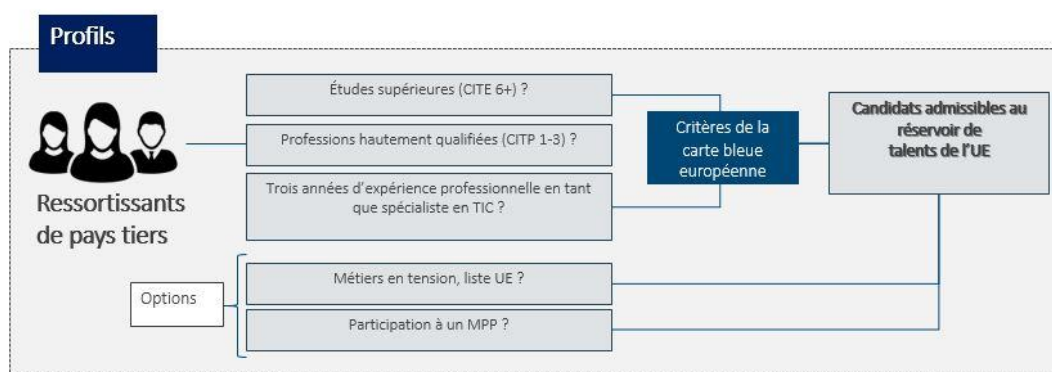 Profils
Ressortissants
de pays tiers
Études supérieures (CITE 6+) ?
Professions hautement qualifiées (CITP 1-3) ?
Trois années d’expérience professionnelle en tant
que spécialiste en TIC ?
Critères de la
carte bleue
européenne
Candidats admissibles au
réservoir de
talents de l’UE
Options
Métiers en tension, liste UE ?
Participation à un MPP ?